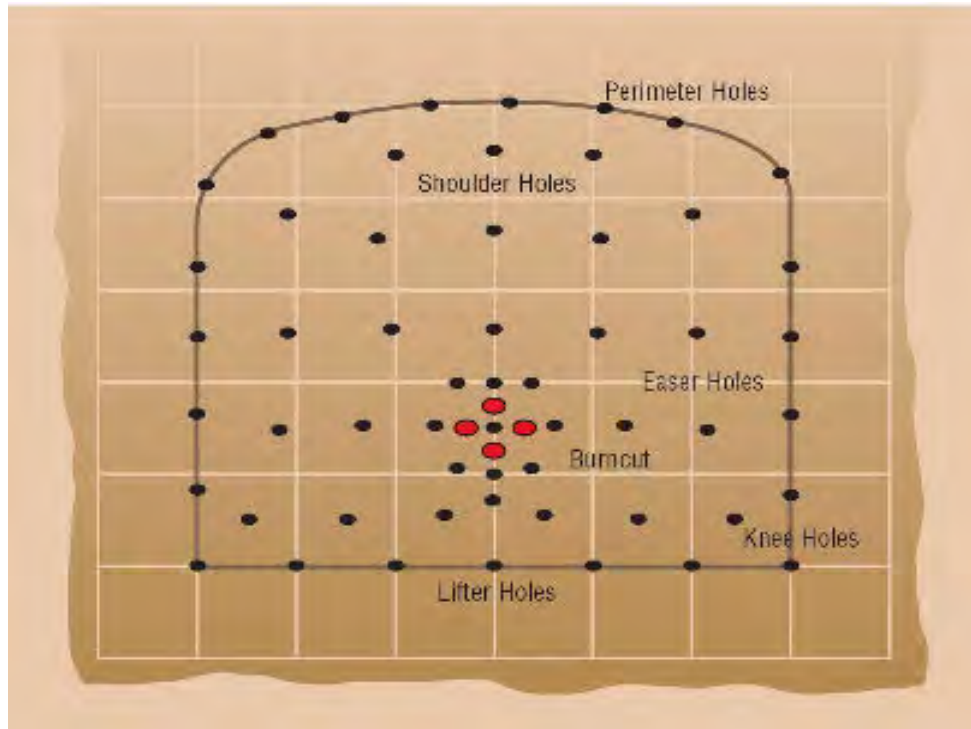 Perimeter Holes
Shoulder Holes
Easer Holes
Burncut
Knee Holes
Lifter Holes